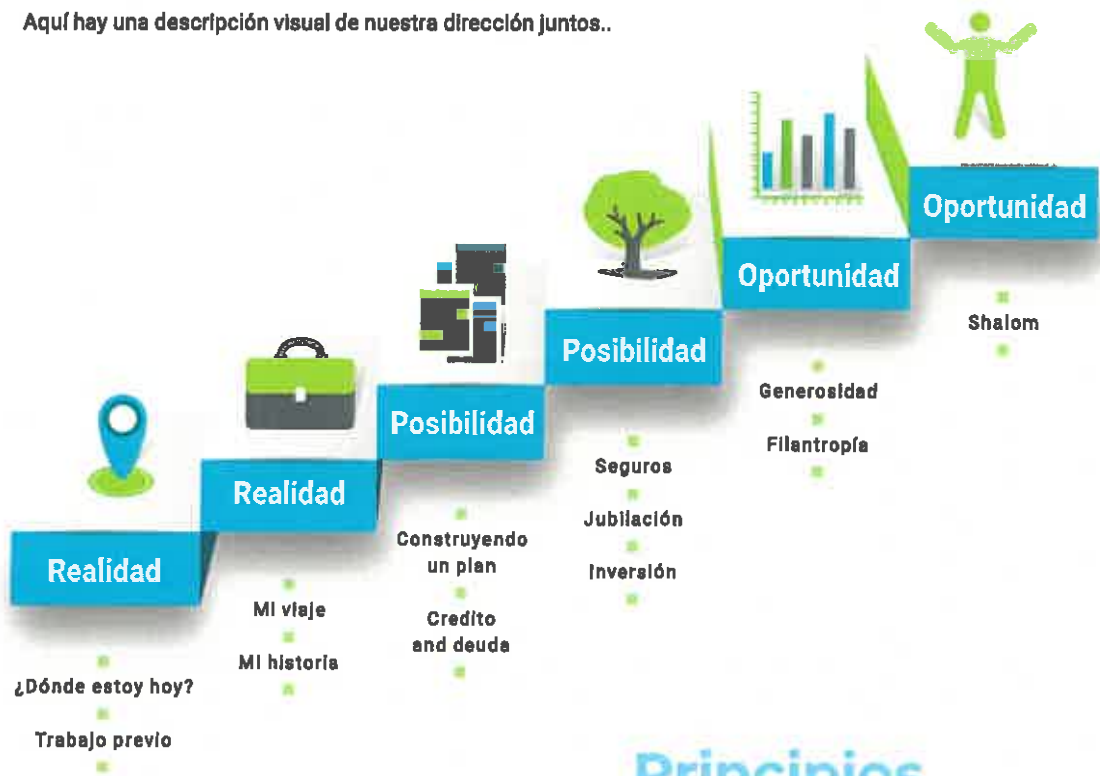 Aquí hay una descripción visual de nuestra dirección juntos..
Realidad
¿Dónde estoy hoy?
Trabajo previo
Realidad
Mi viaje
Mi historia
Posibilidad
Construyendo
un plan
Credito
and deuda
Posibilidad
Seguros
Jubilación
Inversión
Oportunidad
Generosidad
Filantropía
Oportunidad
Shalom
Principios